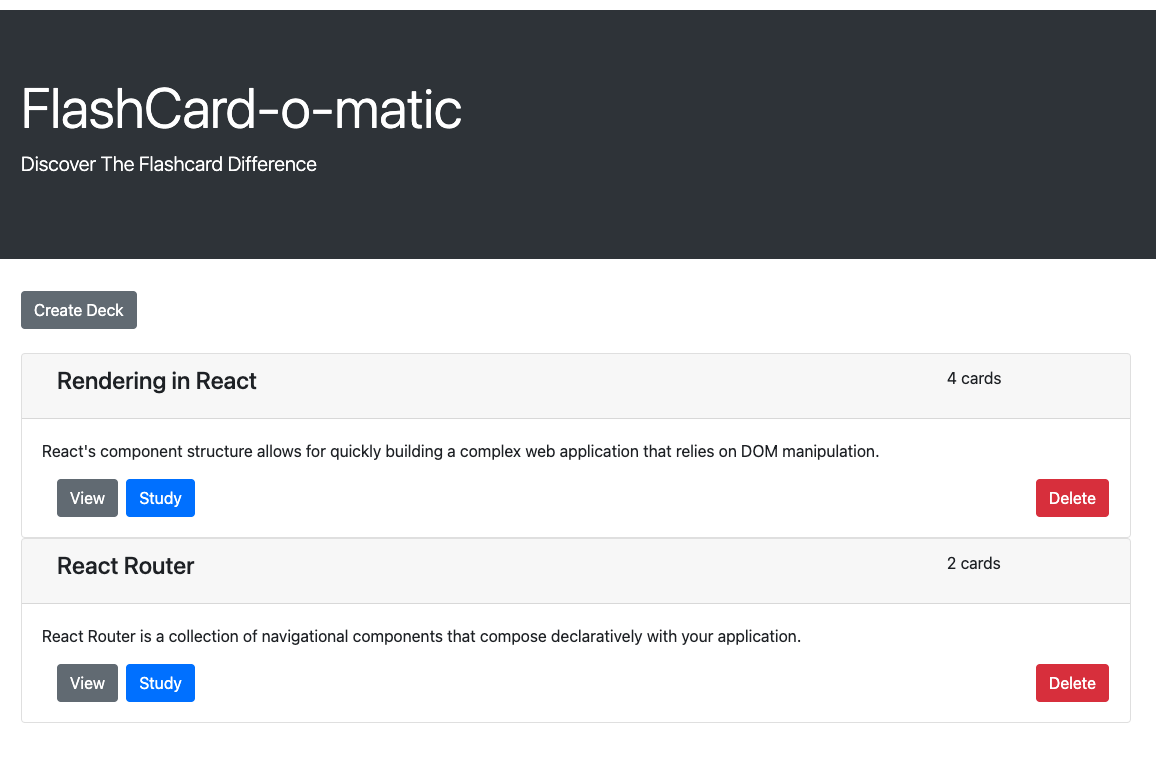 FlashCard-o-matic
Discover The Flashcard Difference
Create Deck
Rendering in React 4 cards
React's component structure allows for quickly building a complex web application that relies on DOM manipulation.
View Study Delete
React Router 2 cards
React Router is a collection of navigational components that compose declaratively with your application.
View Study Delete